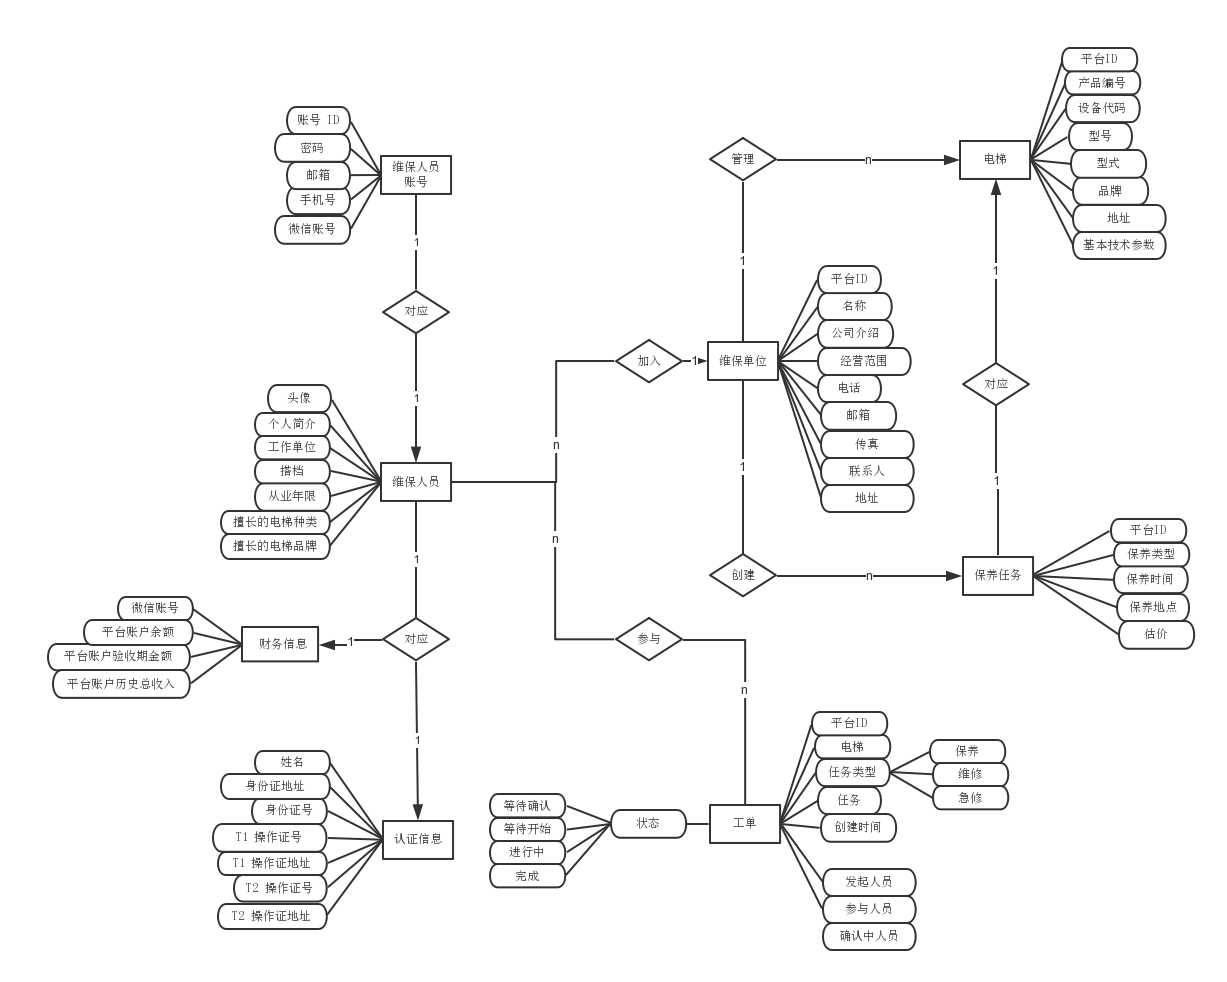 账号 ID
密码
邮箱
手机号
微信账号
维保人员
账号
1
对应
1
头像
个人简介
工作单位
搭档
从业年限
擅长的电梯种类
擅长的电梯品牌
维保人员
1
对应
1
微信账号
平台账户余额
平台账户验收期金额
平台账户历史总收入
财务信息
1
姓名
身份证地址
身份证号
T1 操作证号
T1 操作证地址
T2 操作证号
T2 操作证地址
认证信息
n
加入
1
n
参与
n
管理
n
1
维保单位
平台ID
名称
公司介绍
经营范围
电话
邮箱
传真
联系人
地址
1
创建
n
电梯
平台ID
产品编号
设备代码
型号
型式
品牌
地址
基本技术参数
1
对应
1
保养任务
平台ID
保养类型
保养时间
保养地点
估价
工单
平台ID
电梯
任务类型
任务
创建时间
保养
维修
急修
发起人员
参与人员
确认中人员
状态
等待确认
等待开始
进行中
完成